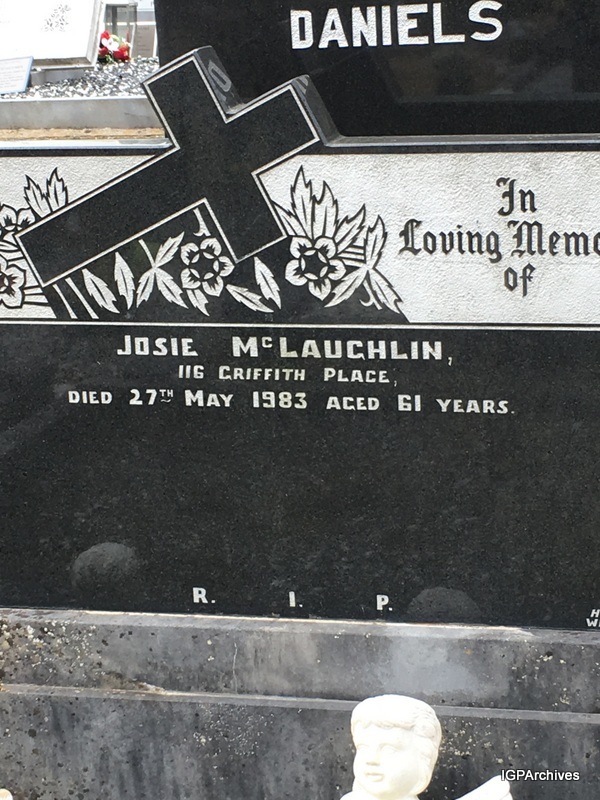 DANIELS
In
Loving Memo
of
JOSIE McLAUGHLIN,
116 GRIFFITH PLACE,
DIED 27TH MAY 1983 AGED 61 YEARS.
R. I. P.
IGPArchives